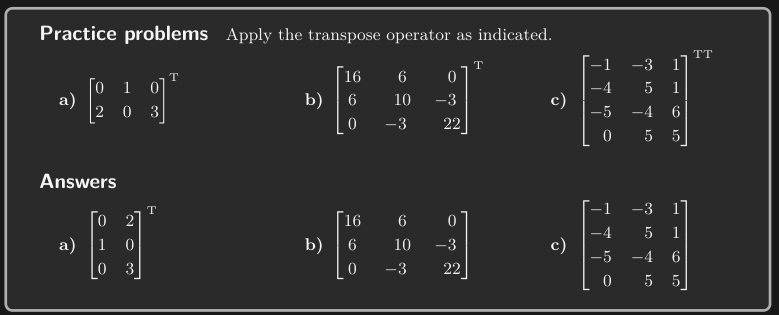 Practice problems Apply the transpose operator as indicated.
a) [0 1 0; 2 0 3]^T b) [16 6 0; 6 10 −3; 0 −3 22]^T c) [−1 −3 1; −4 5 1; −5 −4 6; 0 5 5]^TT
Answers
a) [0 2; 1 0; 0 3]^T b) [16 6 0; 6 10 −3; 0 −3 22] c) [−1 −3 1; −4 5 1; −5 −4 6; 0 5 5]